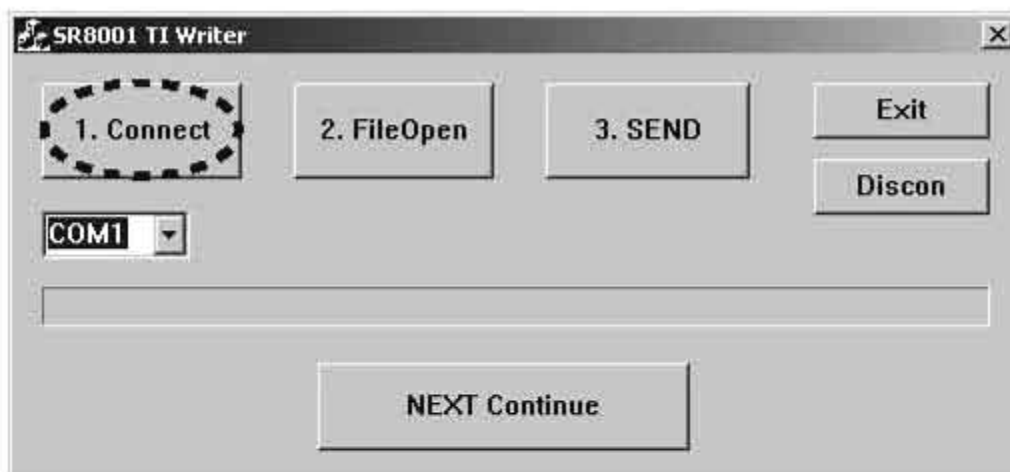 SR8001 TI Writer
1. Connect
2. FileOpen
3. SEND
Exit
Discon
COM1
NEXT Continue